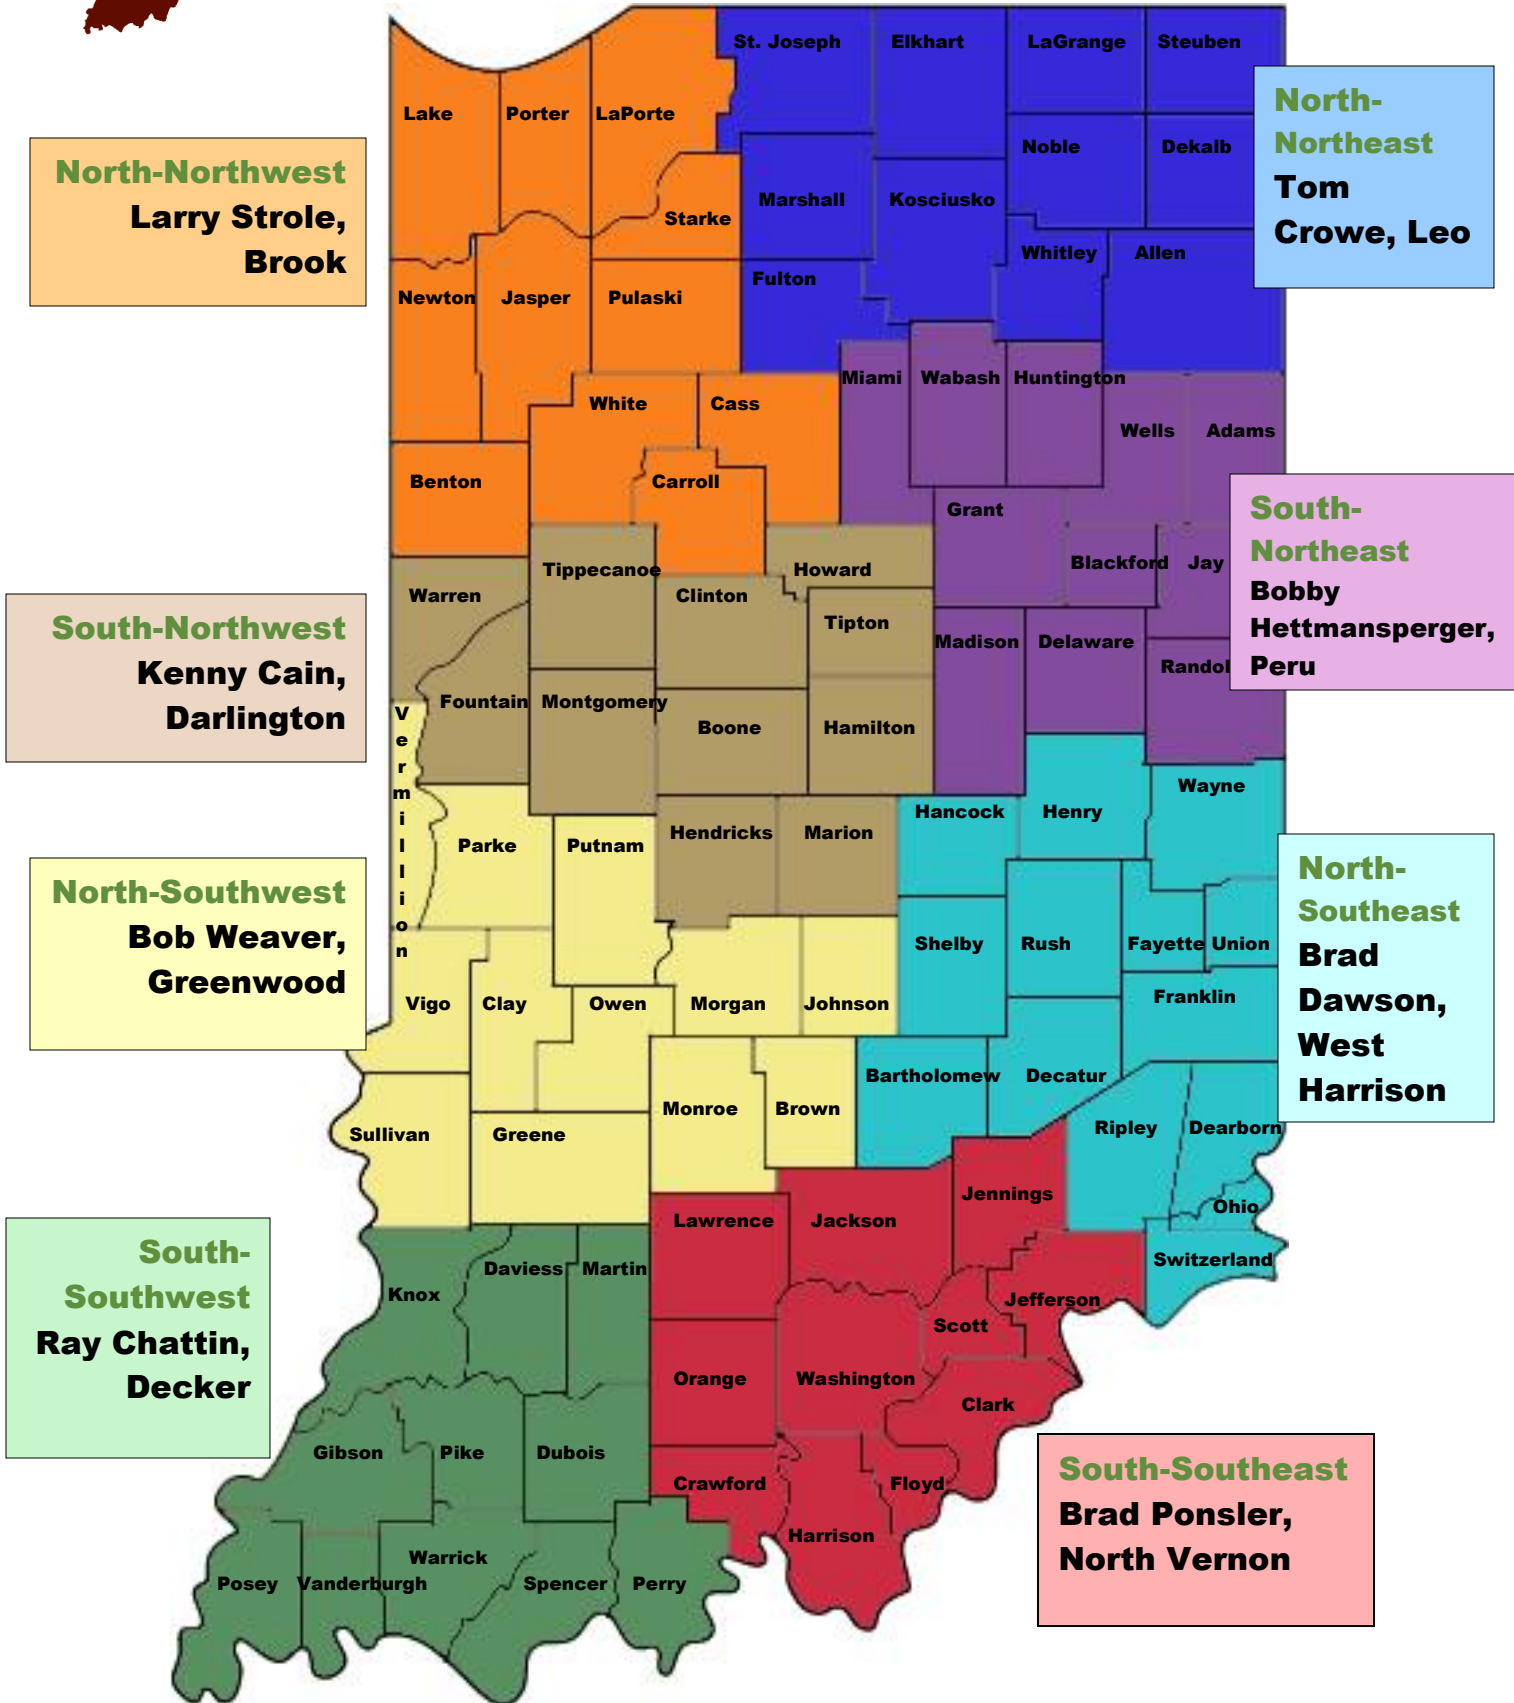 St. Joseph
Elkhart
LaGrange
Steuben
Lake
Porter
LaPorte
Noble
Dekalb
North-
Northeast
Tom
Crowe, Leo
North-Northwest
Larry Strole,
Brook
Marshall
Kosciusko
Starke
Whitley
Allen
Fulton
Newton
Jasper
Pulaski
Miami
Wabash
Huntington
White
Cass
Wells
Adams
Benton
Carroll
Grant
South-
Northeast
Bobby
Hettmansperger,
Peru
Tippecanoe
Howard
Blackford
Jay
Warren
Clinton
Tipton
South-Northwest
Kenny Cain,
Darlington
Madison
Delaware
Randol
Fountain
Montgomery
Boone
Hamilton
Vermillion
Wayne
Hancock
Henry
Parke
Putnam
Hendricks
Marion
North-Southwest
Bob Weaver,
Greenwood
North-
Southeast
Brad
Dawson,
West
Harrison
Shelby
Rush
Fayette
Union
Vigo
Clay
Owen
Morgan
Johnson
Franklin
Bartholomew
Decatur
Monroe
Brown
Sullivan
Greene
Ripley
Dearborn
Jennings
Ohio
Lawrence
Jackson
South-
Southwest
Ray Chattin,
Decker
Switzerland
Daviess
Martin
Knox
Jefferson
Scott
Orange
Washington
Clark
Gibson
Pike
Dubois
Crawford
Floyd
South-Southeast
Brad Ponsler,
North Vernon
Harrison
Warrick
Posey
Vanderburgh
Spencer
Perry